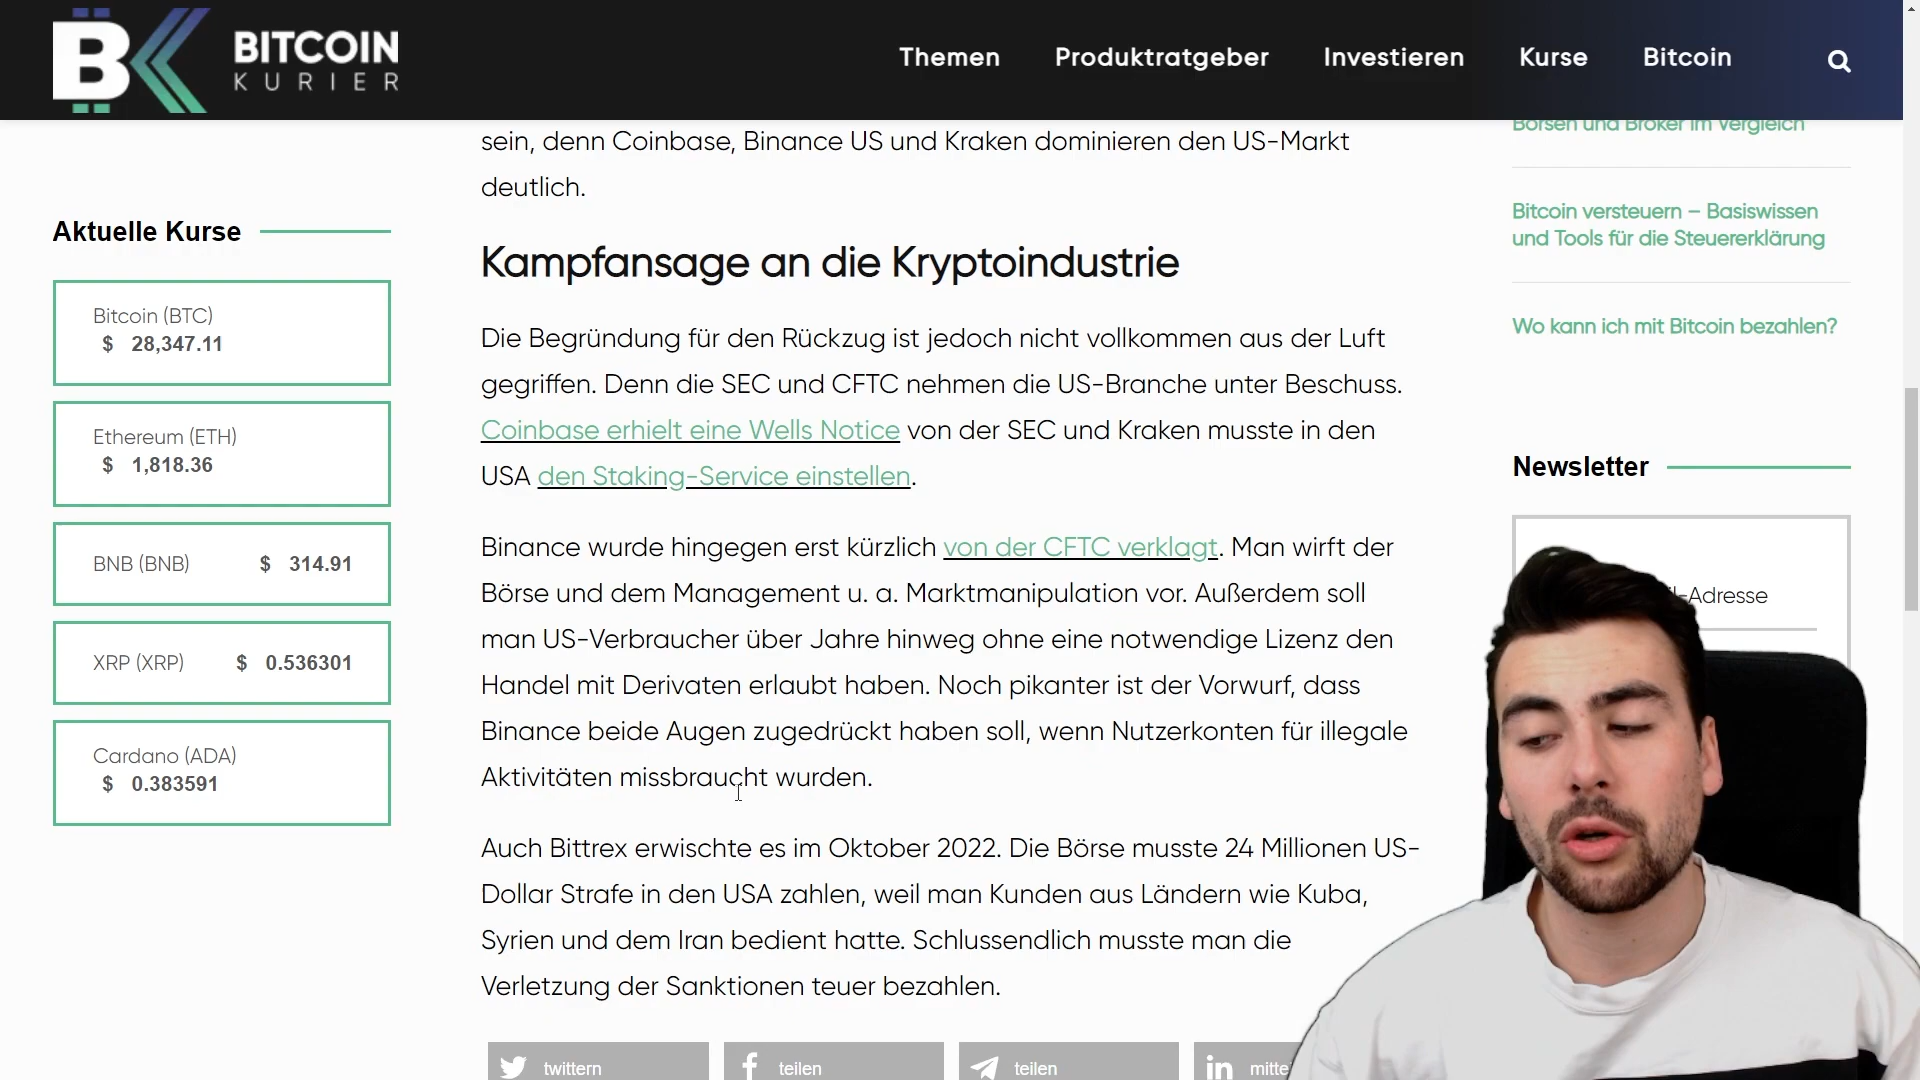 BITCOIN
KURIER
Themen
Produktratgeber
Investieren
Kurse
Bitcoin
Aktuelle Kurse
Bitcoin (BTC)
$ 28,347.11
Ethereum (ETH)
$ 1,818.36
BNB (BNB) $ 314.91
XRP (XRP) $ 0.536301
Cardano (ADA)
$ 0.383591
sein, denn Coinbase, Binance US und Kraken dominieren den US-Markt
deutlich.
Kampfansage an die Kryptoindustrie
Die Begründung für den Rückzug ist jedoch nicht vollkommen aus der Luft
gegriffen. Denn die SEC und CFTC nehmen die US-Branche unter Beschuss.
Coinbase erhielt eine Wells Notice von der SEC und Kraken musste in den
USA den Staking-Service einstellen.
Binance wurde hingegen erst kürzlich von der CFTC verklagt. Man wirft der
Börse und dem Management u. a. Marktmanipulation vor. Außerdem soll
man US-Verbraucher über Jahre hinweg ohne eine notwendige Lizenz den
Handel mit Derivaten erlaubt haben. Noch pikanter ist der Vorwurf, dass
Binance beide Augen zugedrückt haben soll, wenn Nutzerkonten für illegale
Aktivitäten missbraucht wurden.
Auch Bittrex erwischte es im Oktober 2022. Die Börse musste 24 Millionen US-
Dollar Strafe in den USA zahlen, weil man Kunden aus Ländern wie Kuba,
Syrien und dem Iran bedient hatte. Schlussendlich musste man die
Verletzung der Sanktionen teuer bezahlen.
twittern
teilen
teilen
mitte
Börsen und Broker im Vergleich
Bitcoin versteuern – Basiswissen
und Tools für die Steuererklärung
Wo kann ich mit Bitcoin bezahlen?
Newsletter
l-Adresse